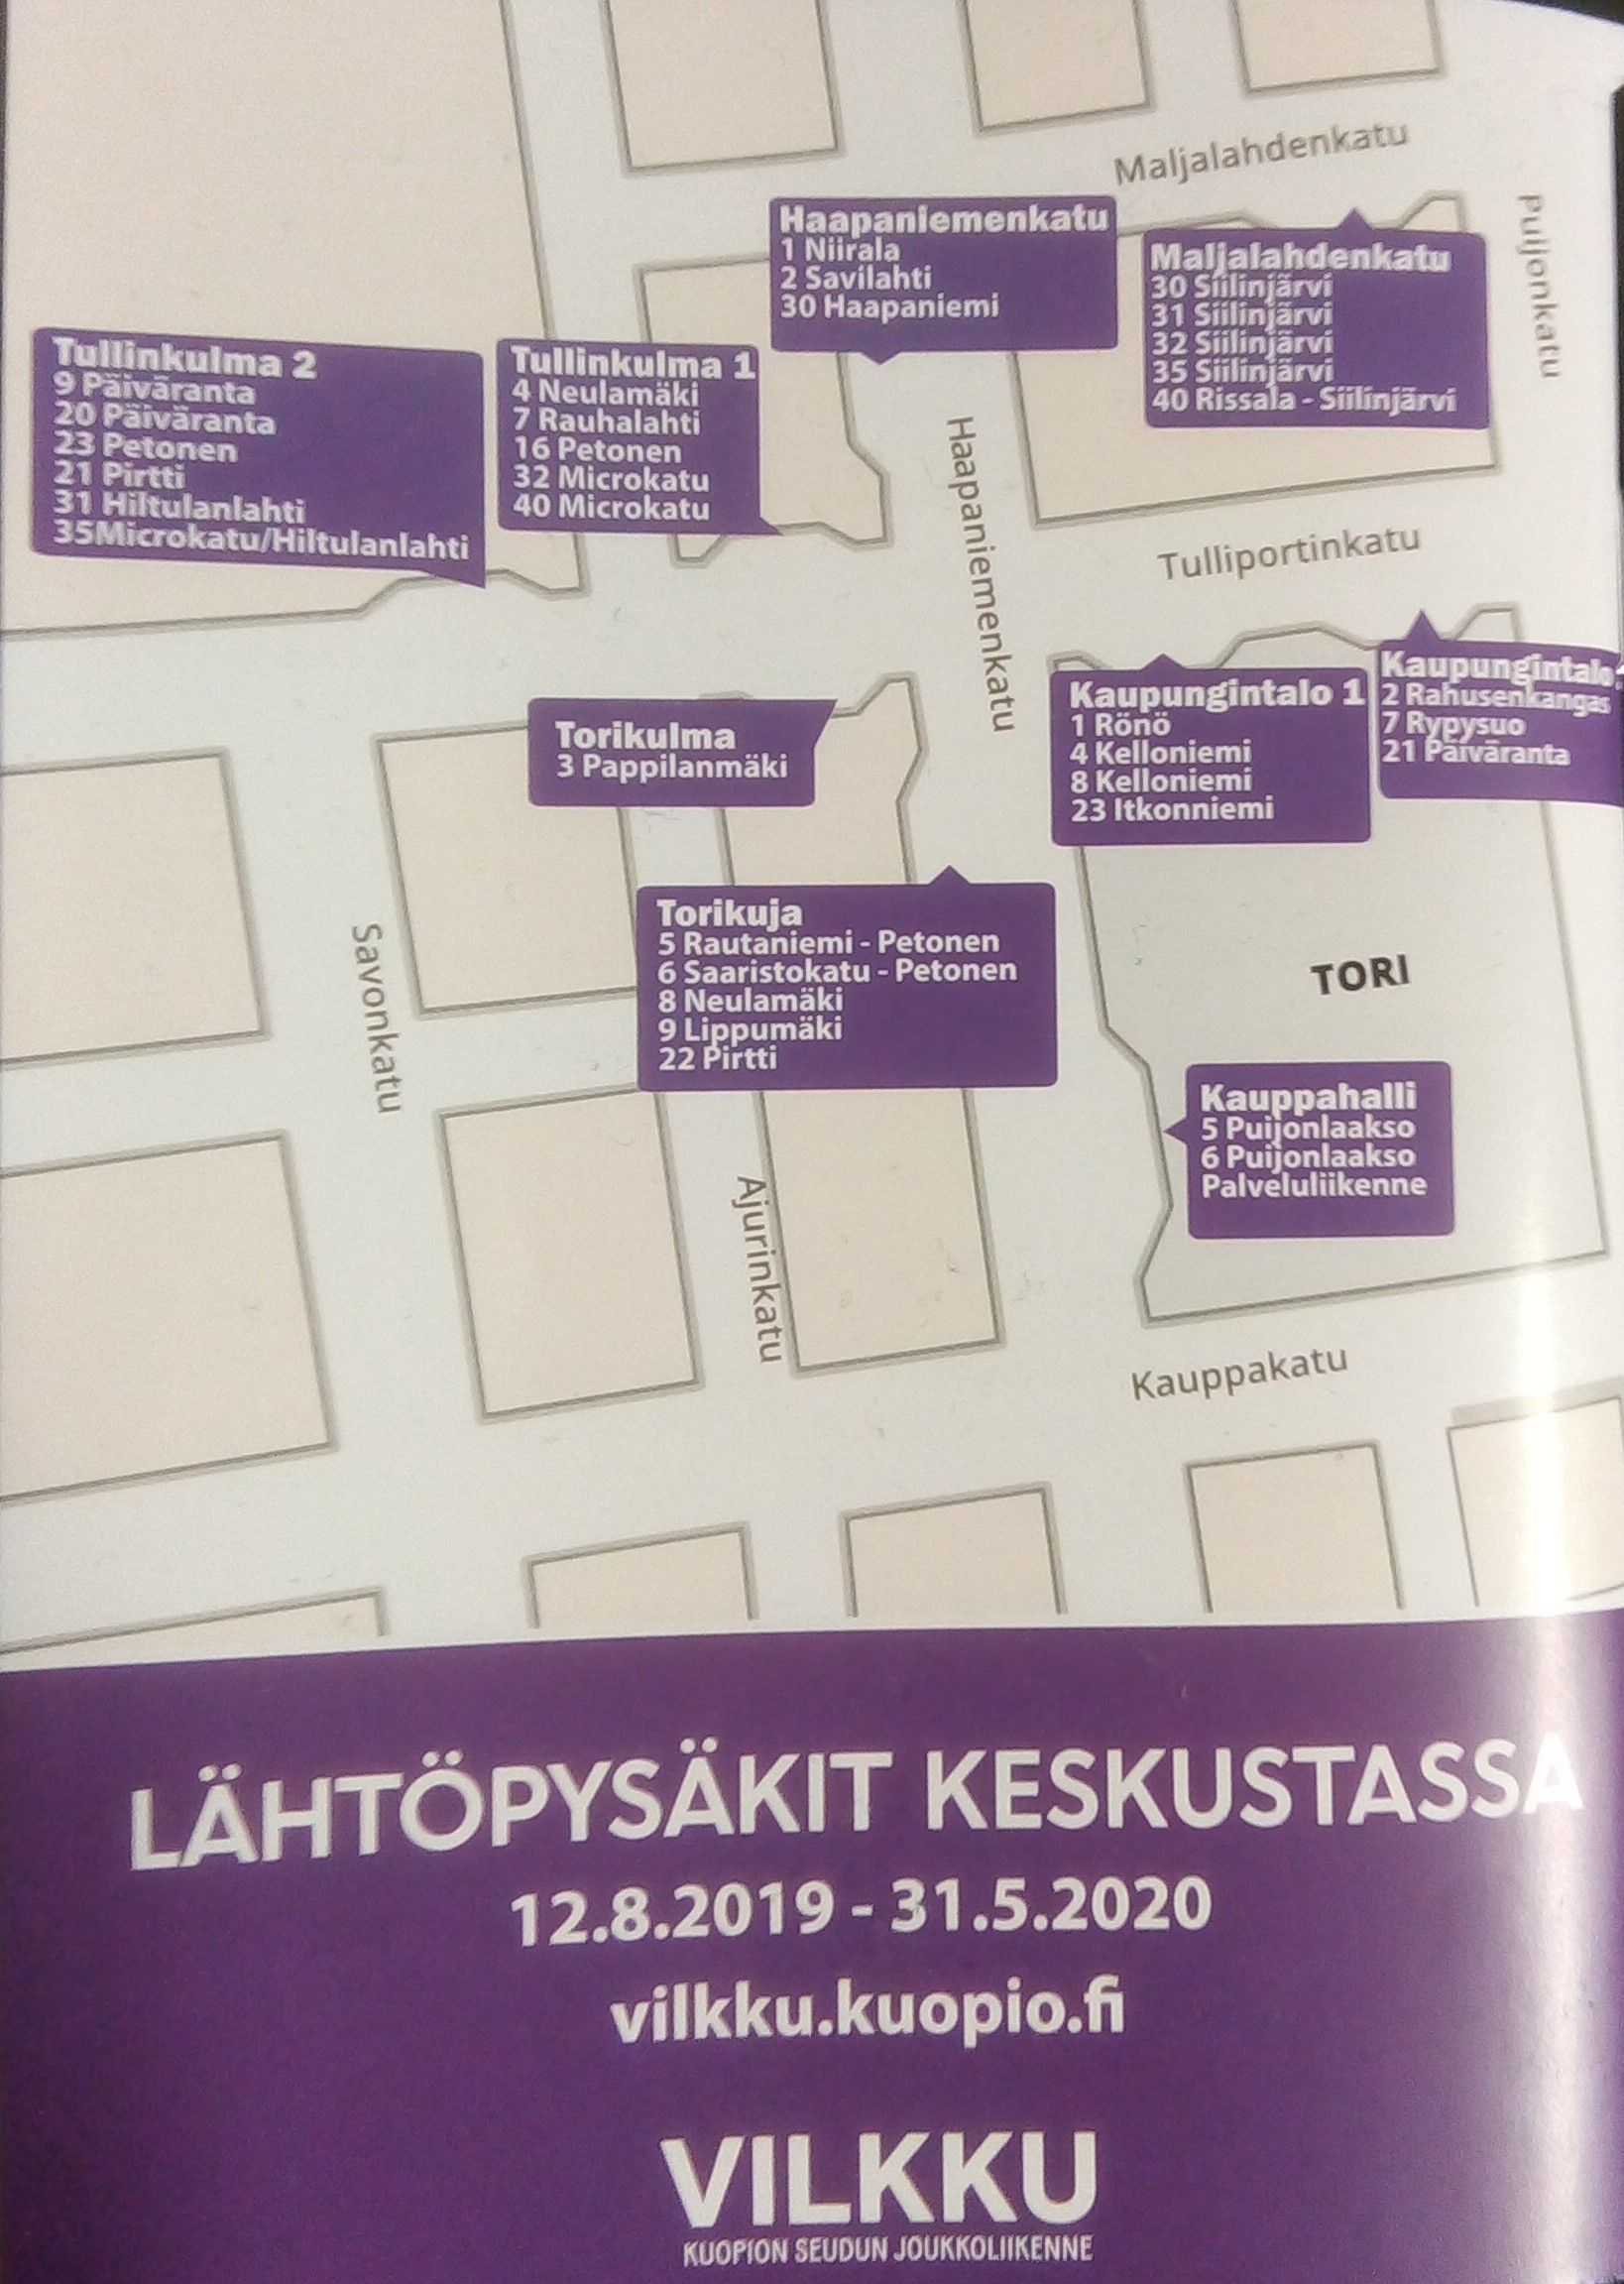 Maljalahdenkatu
Puijonkatu
Haapaniemenkatu
1 Niirala
2 Savilahti
30 Haapaniemi
Maljalahdenkatu
30 Siilinjärvi
31 Siilinjärvi
32 Siilinjärvi
35 Siilinjärvi
40 Rissala - Siilinjärvi
Tullinkulma 2
9 Päiväranta
20 Päiväranta
23 Petonen
21 Pirtti
31 Hiltulanlahti
35Microkatu/Hiltulanlahti
Tullinkulma 1
4 Neulamäki
7 Rauhalahti
16 Petonen
32 Microkatu
40 Microkatu
Haapaniemenkatu
Tulliportinkatu
Torikulma
3 Pappilanmäki
Kaupungintalo 1
1 Rönö
4 Kelloniemi
8 Kelloniemi
23 Itkonniemi
Kaupungintalo
2 Rahusenkangas
7 Rypysuo
21 Päiväranta
Torikuja
5 Rautaniemi - Petonen
6 Saaristokatu - Petonen
8 Neulamäki
9 Lippumäki
22 Pirtti
Savonkatu
TORI
Kauppahalli
5 Puijonlaakso
6 Puijonlaakso
Palveluliikenne
Ajurinkatu
Kauppakatu
LÄHTÖPYSÄKIT KESKUSTASSA
12.8.2019 - 31.5.2020
vilkku.kuopio.fi
VILKKU
KUOPION SEUDUN JOUKKOLIIKENNE